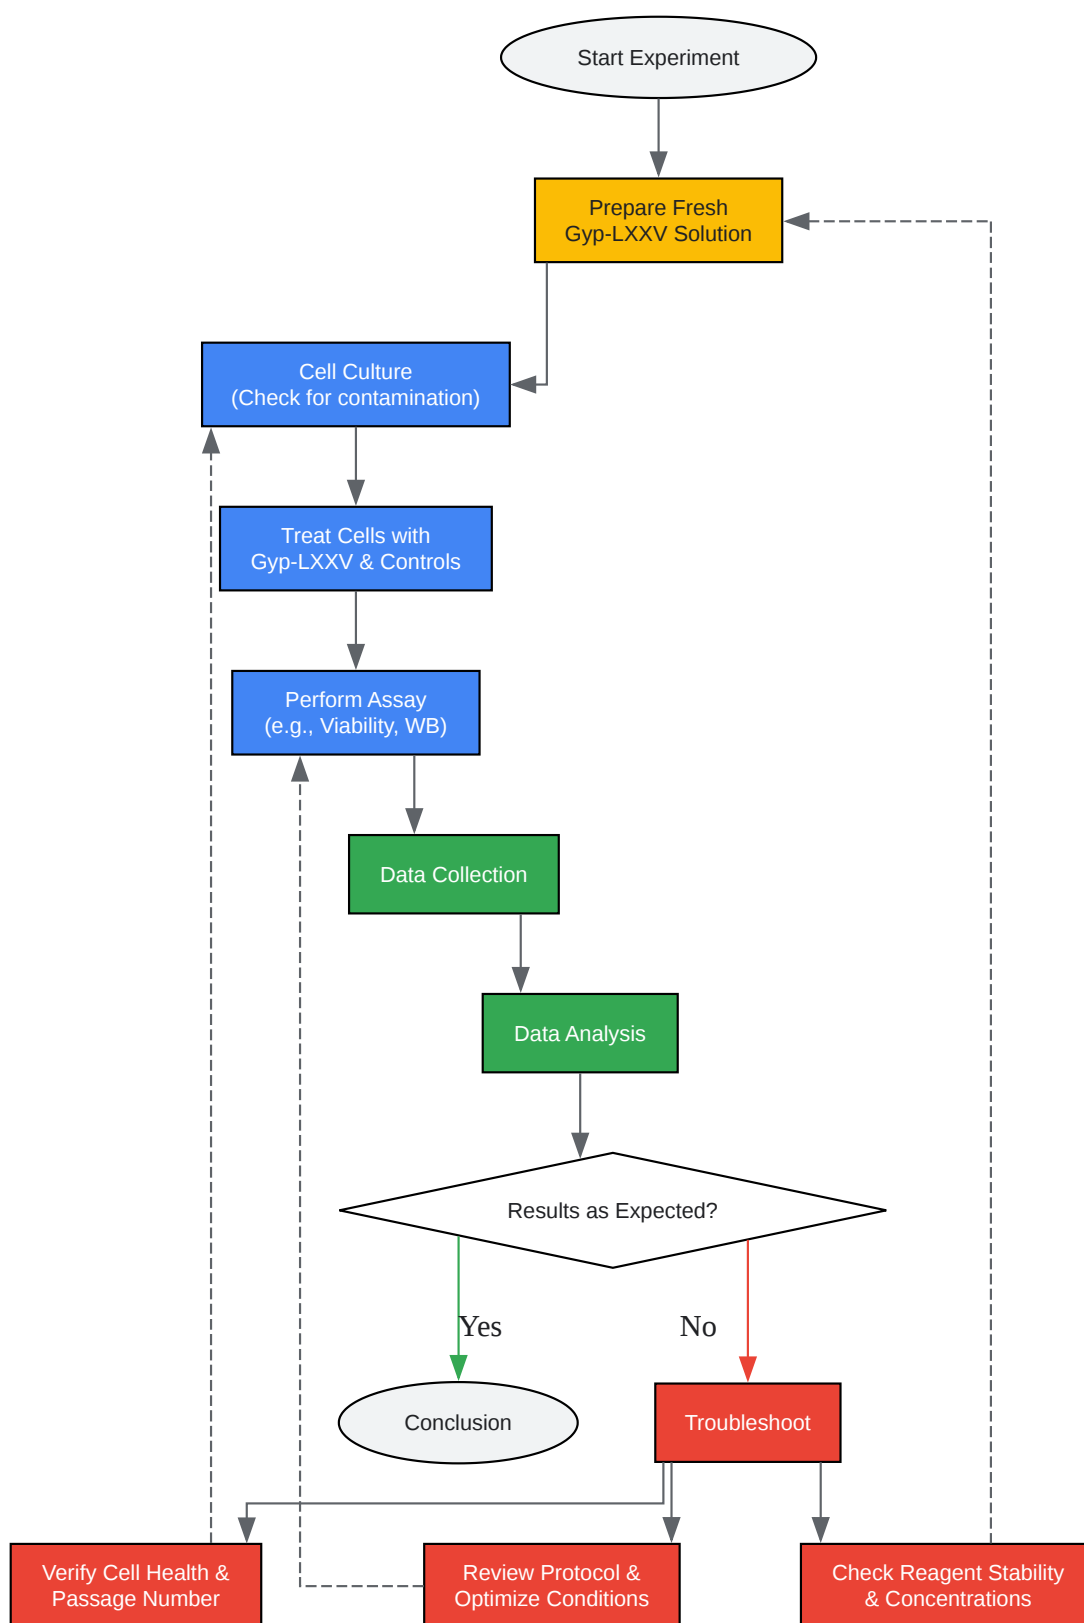 Start Experiment
Prepare Fresh
Gyp-LXXV Solution
Cell Culture
(Check for contamination)
Treat Cells with
Gyp-LXXV & Controls
Perform Assay
(e.g., Viability, WB)
Data Collection
Data Analysis
Results as Expected?
Yes
No
Conclusion
Troubleshoot
Verify Cell Health &
Passage Number
Review Protocol &
Optimize Conditions
Check Reagent Stability
& Concentrations